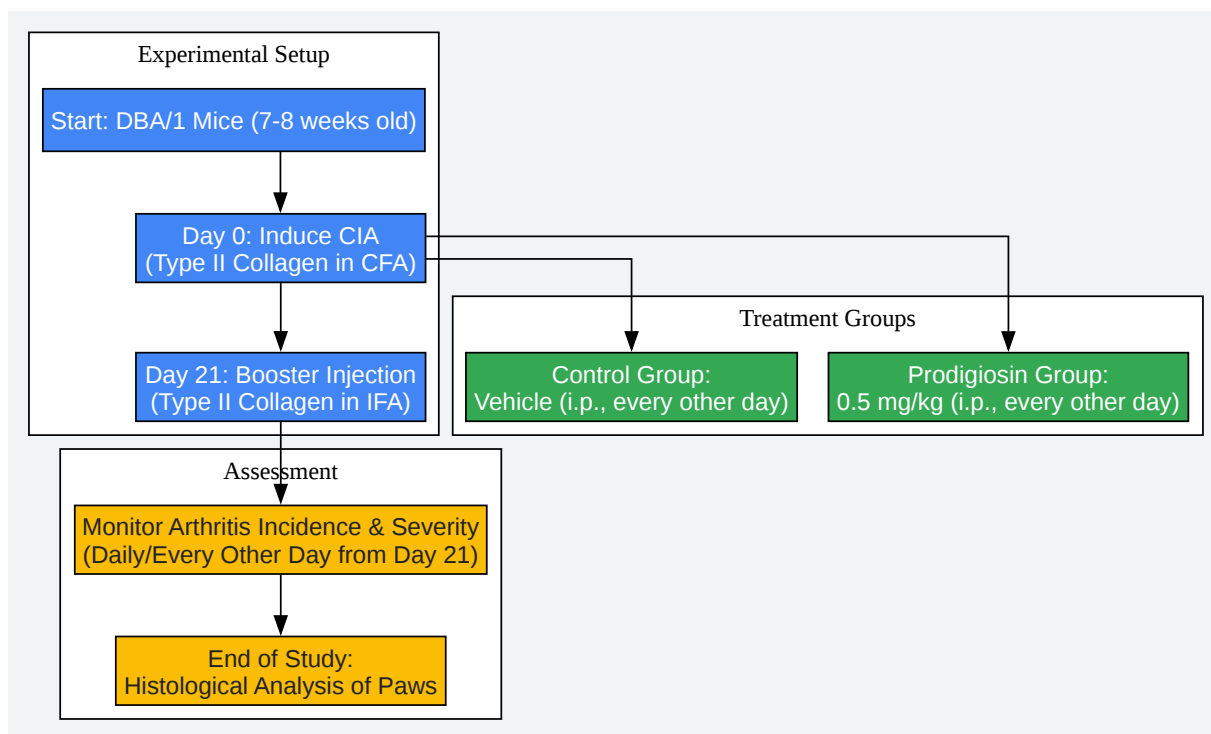 Experimental Setup
Start: DBA/1 Mice (7-8 weeks old)
Day 0: Induce CIA
(Type II Collagen in CFA)
Day 21: Booster Injection
(Type II Collagen in IFA)
Treatment Groups
Control Group:
Vehicle (i.p., every other day)
Prodigiosin Group:
0.5 mg/kg (i.p., every other day)
Assessment
Monitor Arthritis Incidence & Severity
(Daily/Every Other Day from Day 21)
End of Study:
Histological Analysis of Paws